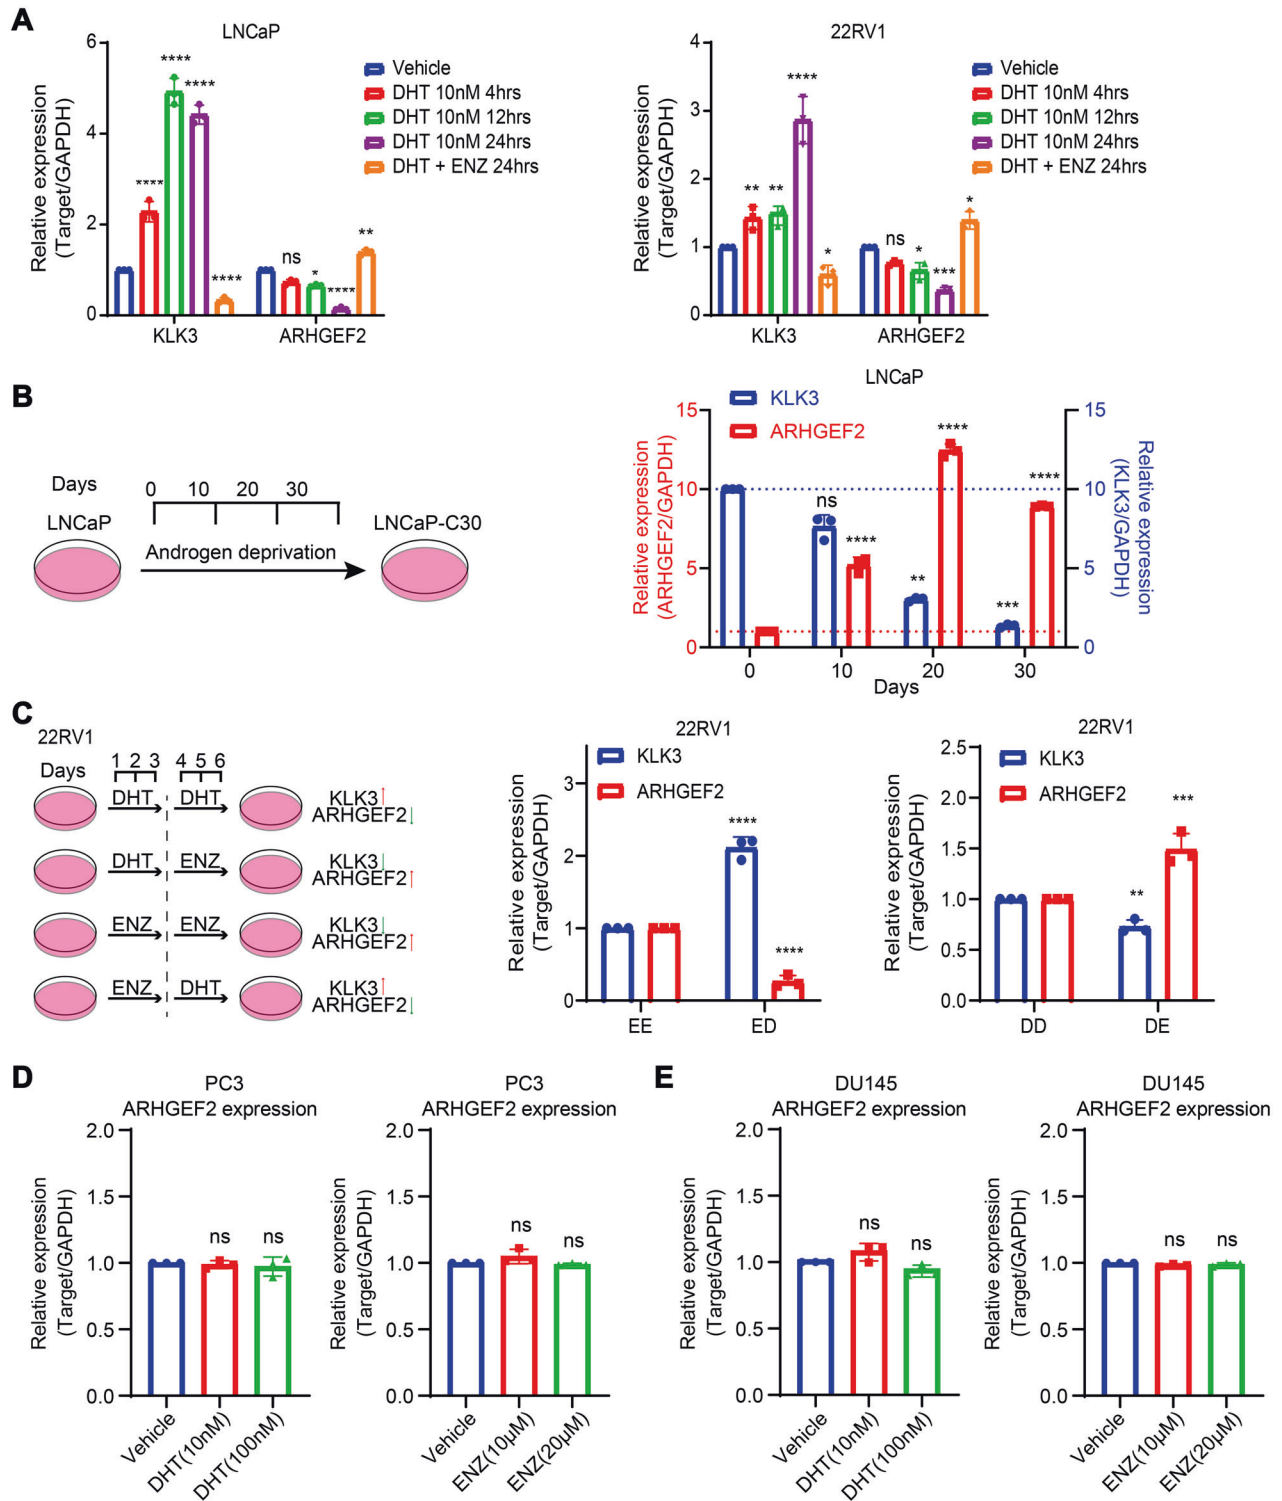 A
LNCaP
Relative expression
(Target/GAPDH)
6
4
2
0
****
****
****
****
ns
*
****
**
KLK3
ARHGEF2
Vehicle
DHT 10nM 4hrs
DHT 10nM 12hrs
DHT 10nM 24hrs
DHT + ENZ 24hrs
22RV1
Relative expression
(Target/GAPDH)
4
3
2
1
0
**
**
****
*
ns
*
***
*
KLK3
ARHGEF2
Vehicle
DHT 10nM 4hrs
DHT 10nM 12hrs
DHT 10nM 24hrs
DHT + ENZ 24hrs
B
Days
0 10 20 30
LNCaP
LNCaP-C30
Androgen deprivation
LNCaP
KLK3
ARHGEF2
Relative expression
(ARHGEF2/GAPDH)
15
10
5
0
ns
****
**
****
***
****
15
10
5
0
Relative expression
(KLK3/GAPDH)
0 10 20 30
Days
C
22RV1
Days
1 2 3 4 5 6
DHT DHT
KLK3↑
ARHGEF2↓
DHT ENZ
KLK3↓
ARHGEF2↑
ENZ ENZ
KLK3↓
ARHGEF2↑
ENZ DHT
KLK3↑
ARHGEF2↓
22RV1
KLK3
ARHGEF2
Relative expression
(Target/GAPDH)
3
2
1
0
****
****
EE ED
22RV1
KLK3
ARHGEF2
Relative expression
(Target/GAPDH)
2.5
2.0
1.5
1.0
0.5
0.0
**
***
DD DE
D
PC3
ARHGEF2 expression
Relative expression
(Target/GAPDH)
2.0
1.5
1.0
0.5
0.0
ns
ns
Vehicle
DHT(10nM)
DHT(100nM)
PC3
ARHGEF2 expression
Relative expression
(Target/GAPDH)
2.0
1.5
1.0
0.5
0.0
ns
ns
Vehicle
ENZ(10μM)
ENZ(20μM)
E
DU145
ARHGEF2 expression
Relative expression
(Target/GAPDH)
2.0
1.5
1.0
0.5
0.0
ns
ns
Vehicle
DHT(10nM)
DHT(100nM)
DU145
ARHGEF2 expression
Relative expression
(Target/GAPDH)
2.0
1.5
1.0
0.5
0.0
ns
ns
Vehicle
ENZ(10μM)
ENZ(20μM)